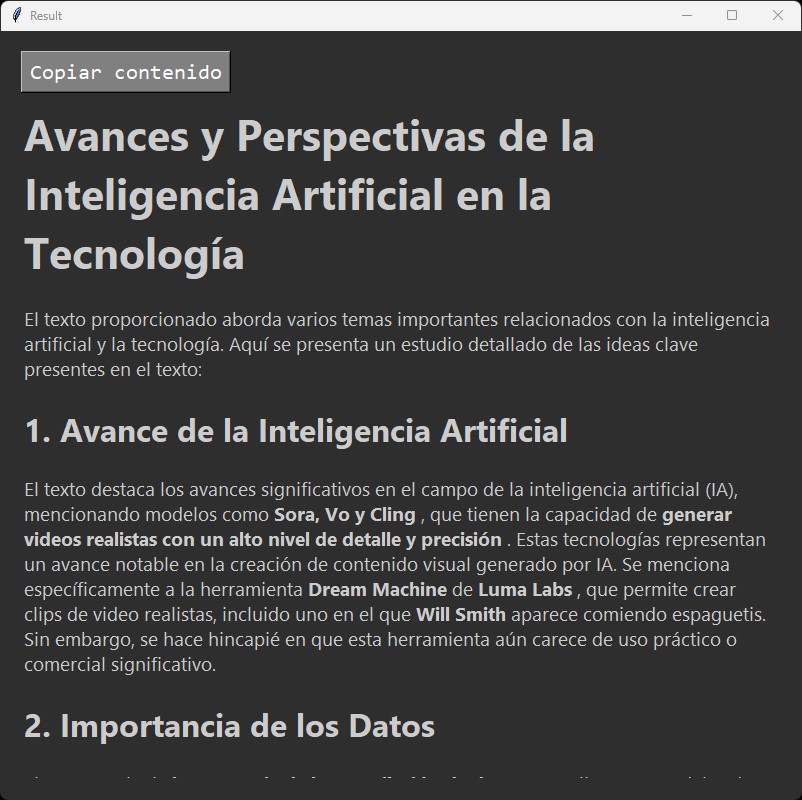 Result
Copiar contenido
Avances y Perspectivas de la
Inteligencia Artificial en la
Tecnología
El texto proporcionado aborda varios temas importantes relacionados con la inteligencia
artificial y la tecnología. Aquí se presenta un estudio detallado de las ideas clave
presentes en el texto:
1. Avance de la Inteligencia Artificial
El texto destaca los avances significativos en el campo de la inteligencia artificial (IA),
mencionando modelos como Sora, Vo y Cling , que tienen la capacidad de generar
videos realistas con un alto nivel de detalle y precisión . Estas tecnologías representan
un avance notable en la creación de contenido visual generado por IA. Se menciona
específicamente a la herramienta Dream Machine de Luma Labs , que permite crear
clips de video realistas, incluido uno en el que Will Smith aparece comiendo espaguetis.
Sin embargo, se hace hincapié en que esta herramienta aún carece de uso práctico o
comercial significativo.
2. Importancia de los Datos